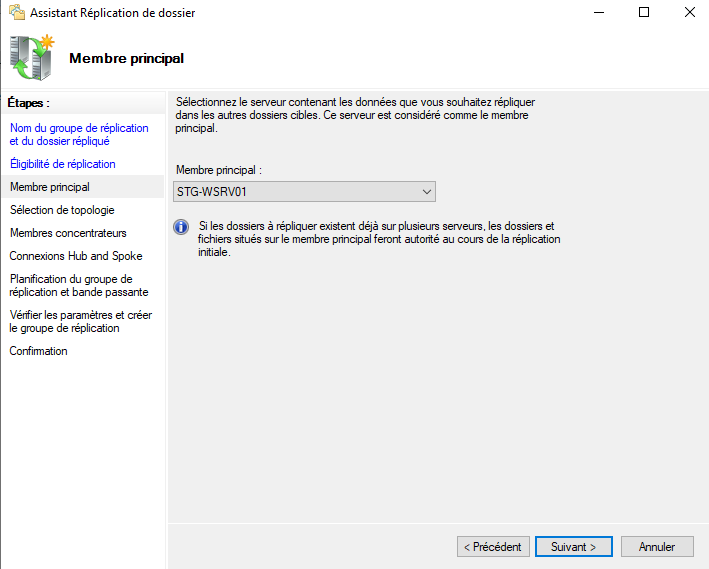 Assistant Réplication de dossier
Membre principal
Étapes :
Nom du groupe de réplication
et du dossier répliqué
Éligibilité de réplication
Membre principal
Sélection de topologie
Membres concentrateurs
Connexions Hub and Spoke
Planification du groupe de
réplication et bande passante
Vérifier les paramètres et créer
le groupe de réplication
Confirmation
Sélectionnez le serveur contenant les données que vous souhaitez répliquer
dans les autres dossiers cibles. Ce serveur est considéré comme le membre
principal.
Membre principal :
STG-WSRV01
Si les dossiers à répliquer existent déjà sur plusieurs serveurs, les dossiers et
fichiers situés sur le membre principal feront autorité au cours de la réplication
initiale.
< Précédent
Suivant >
Annuler